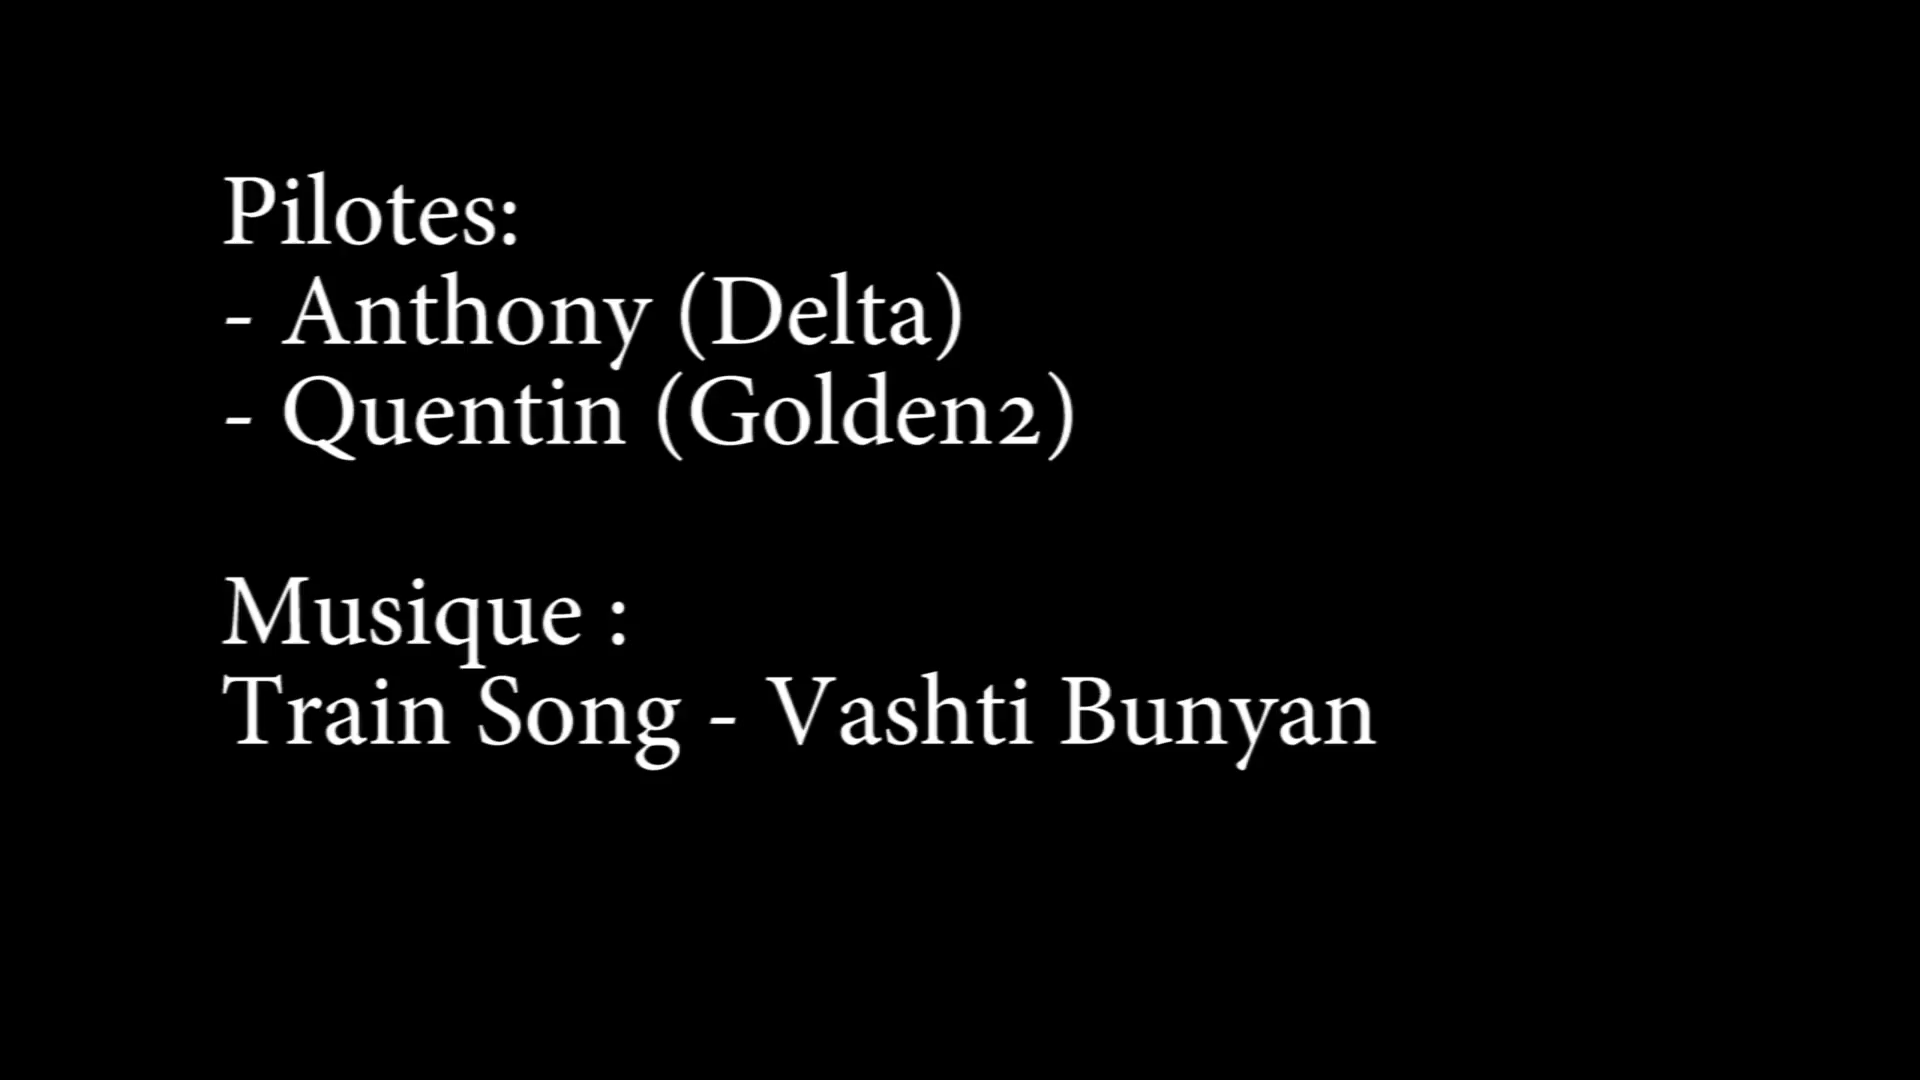 Pilotes:
- Anthony (Delta)
- Quentin (Golden2)
Musique :
Train Song - Vashti Bunyan